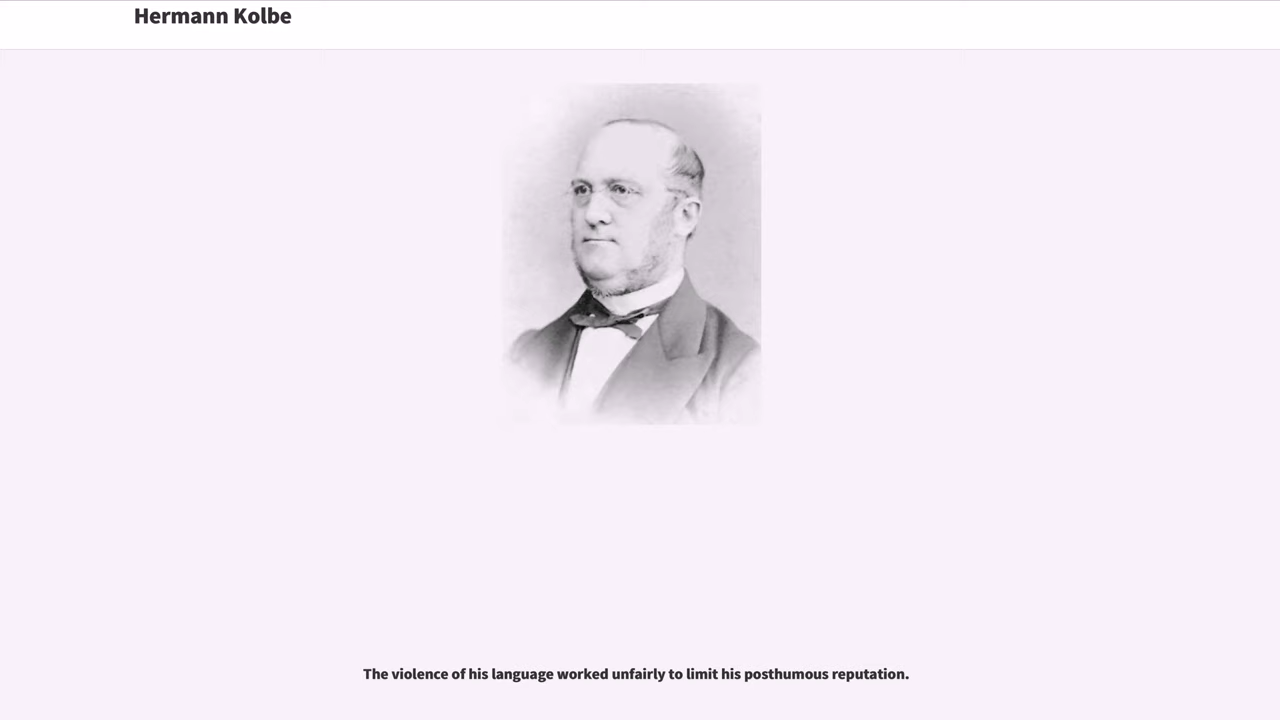 Hermann Kolbe
The violence of his language worked unfairly to limit his posthumous reputation.